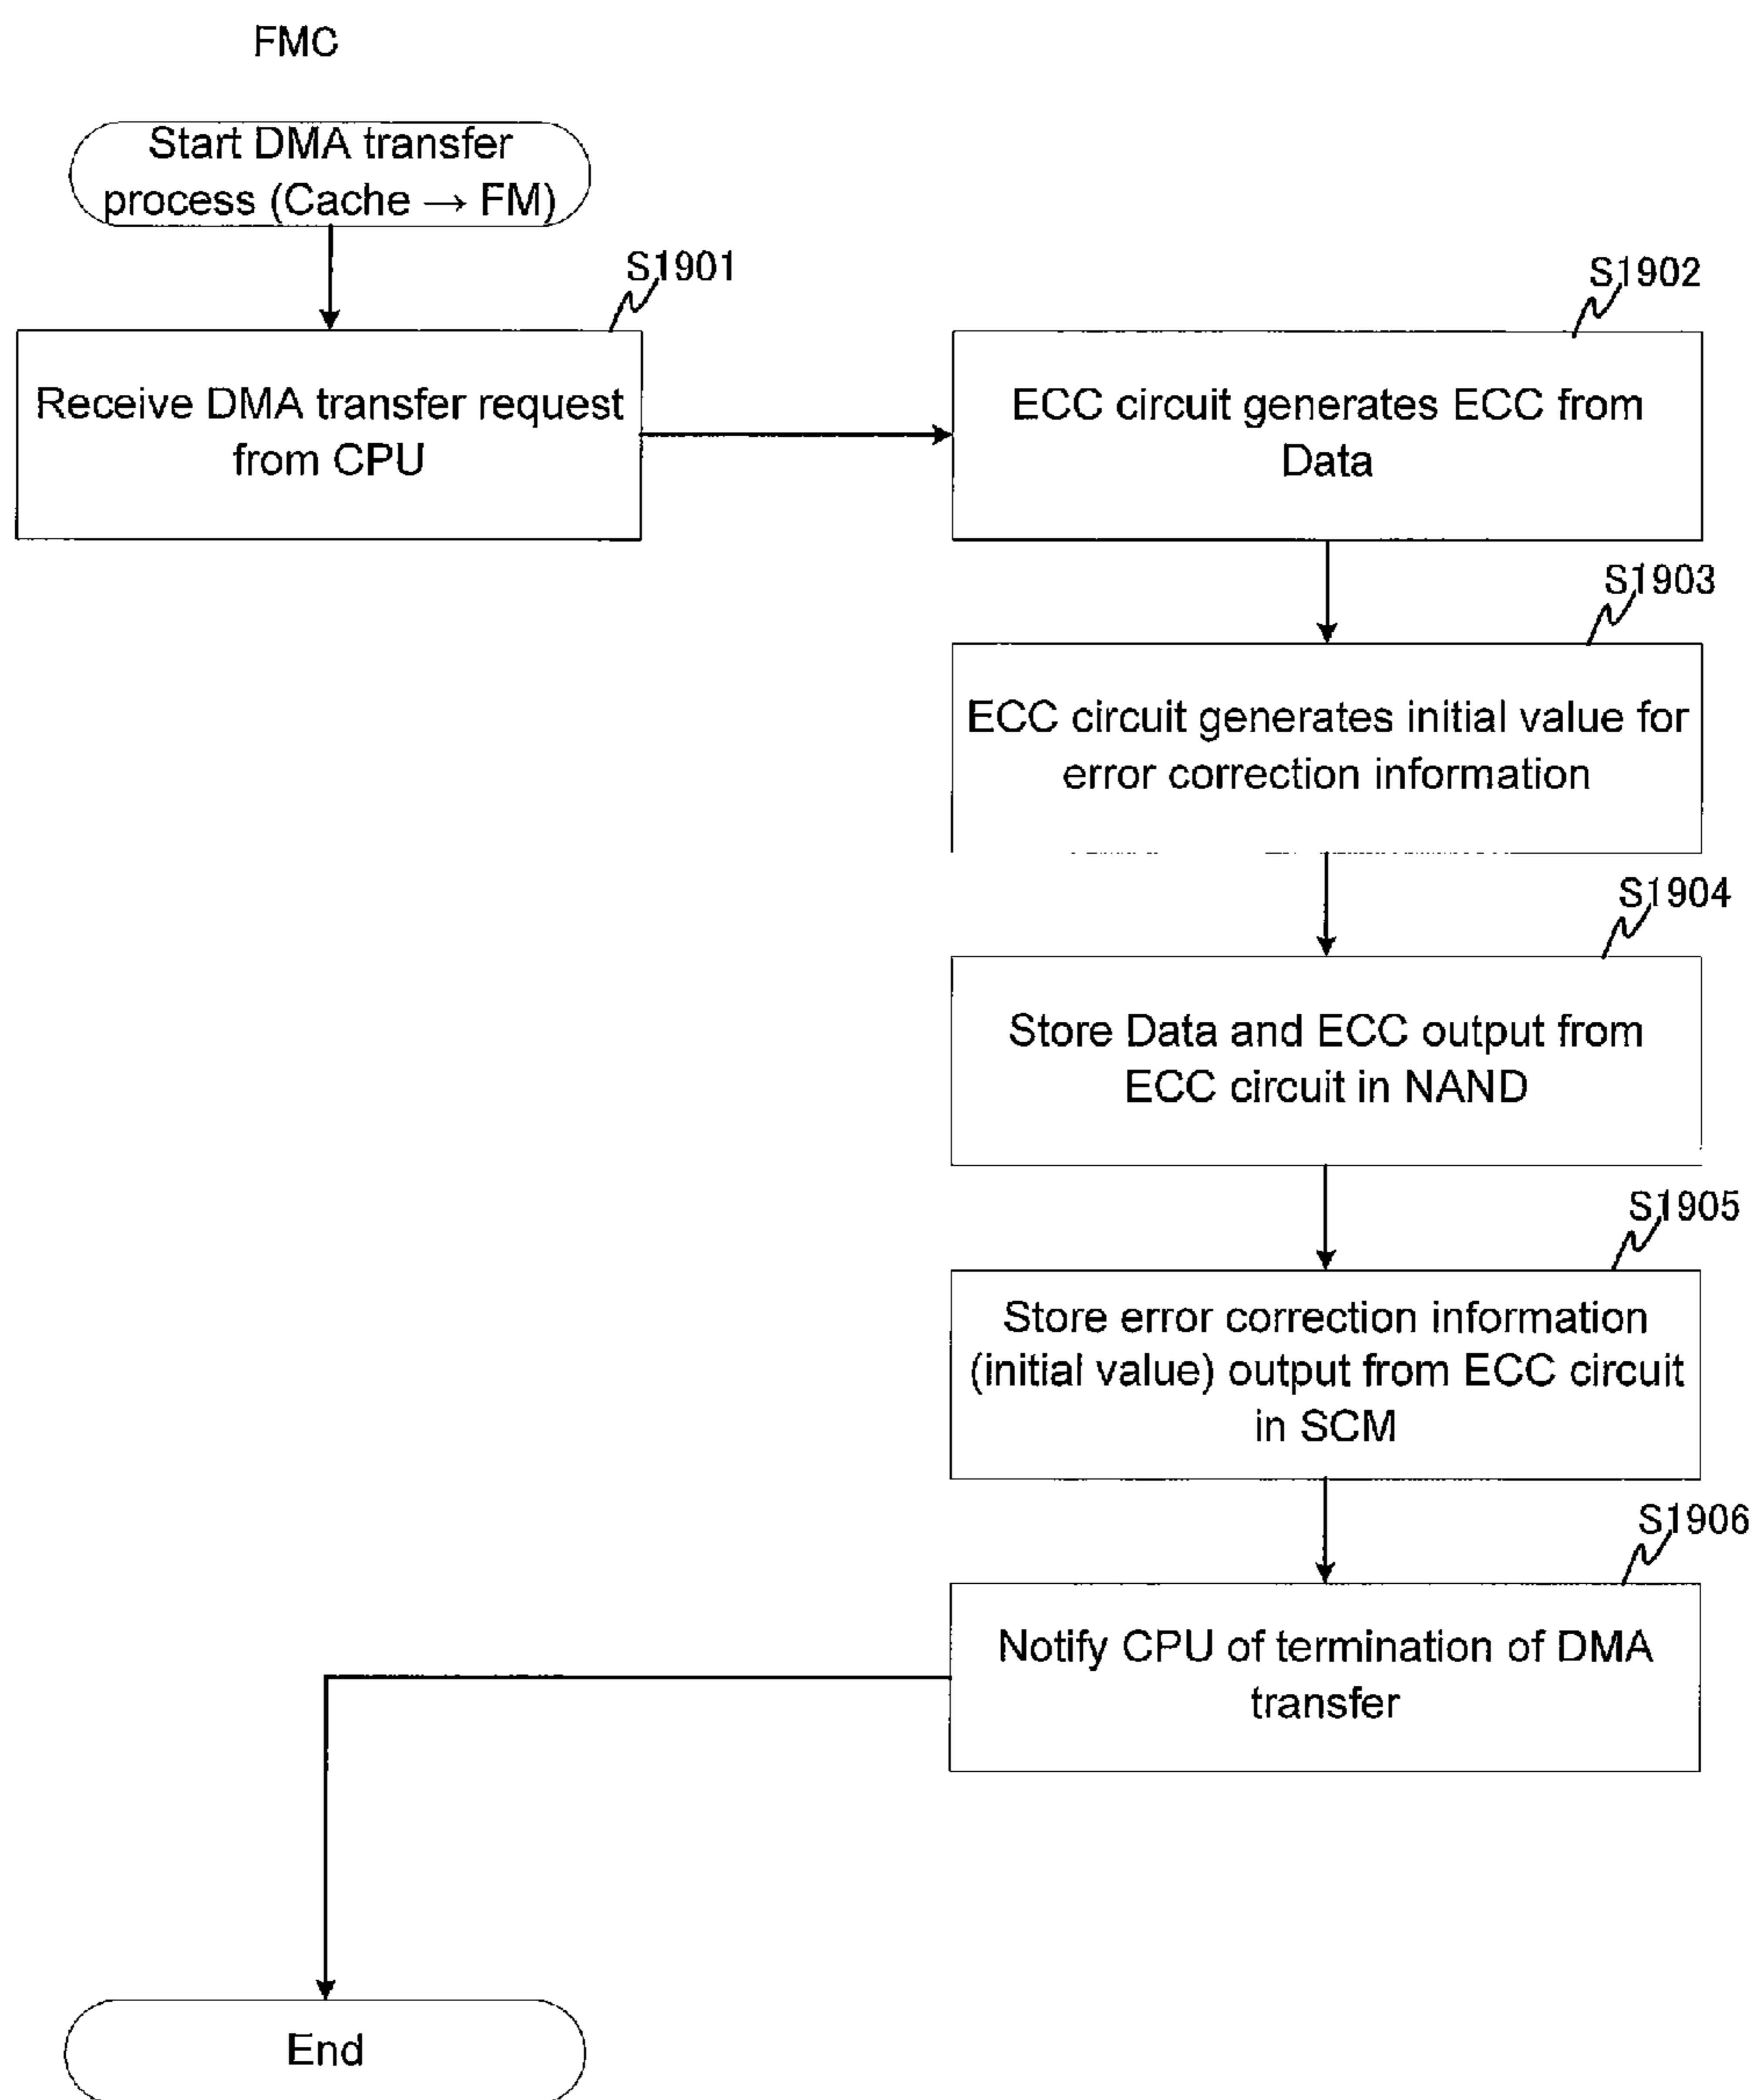 FMC
Start DMA transfer
process (Cache → FM)
S1901
Receive DMA transfer request
from CPU
S1902
ECC circuit generates ECC from
Data
S1903
ECC circuit generates initial value for
error correction information
S1904
Store Data and ECC output from
ECC circuit in NAND
S1905
Store error correction information
(initial value) output from ECC circuit
in SCM
S1906
Notify CPU of termination of DMA
transfer
End